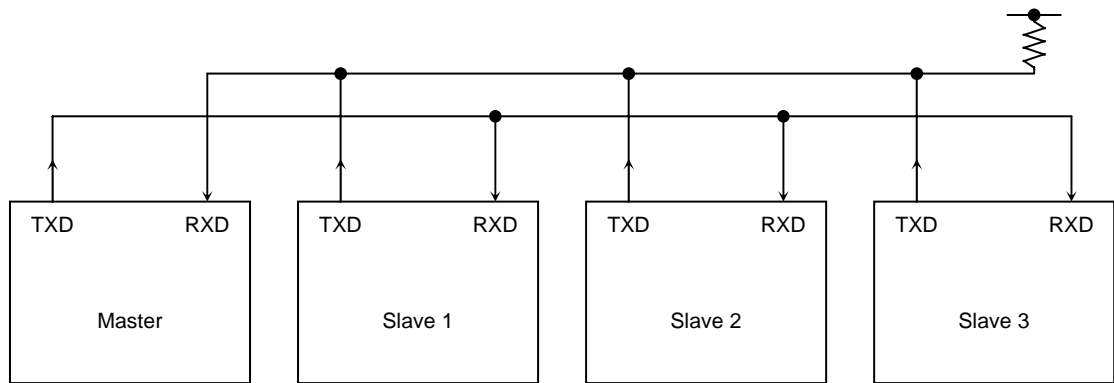 TXD RXD TXD RXD TXD RXD TXD RXD
Master Slave 1 Slave 2 Slave 3